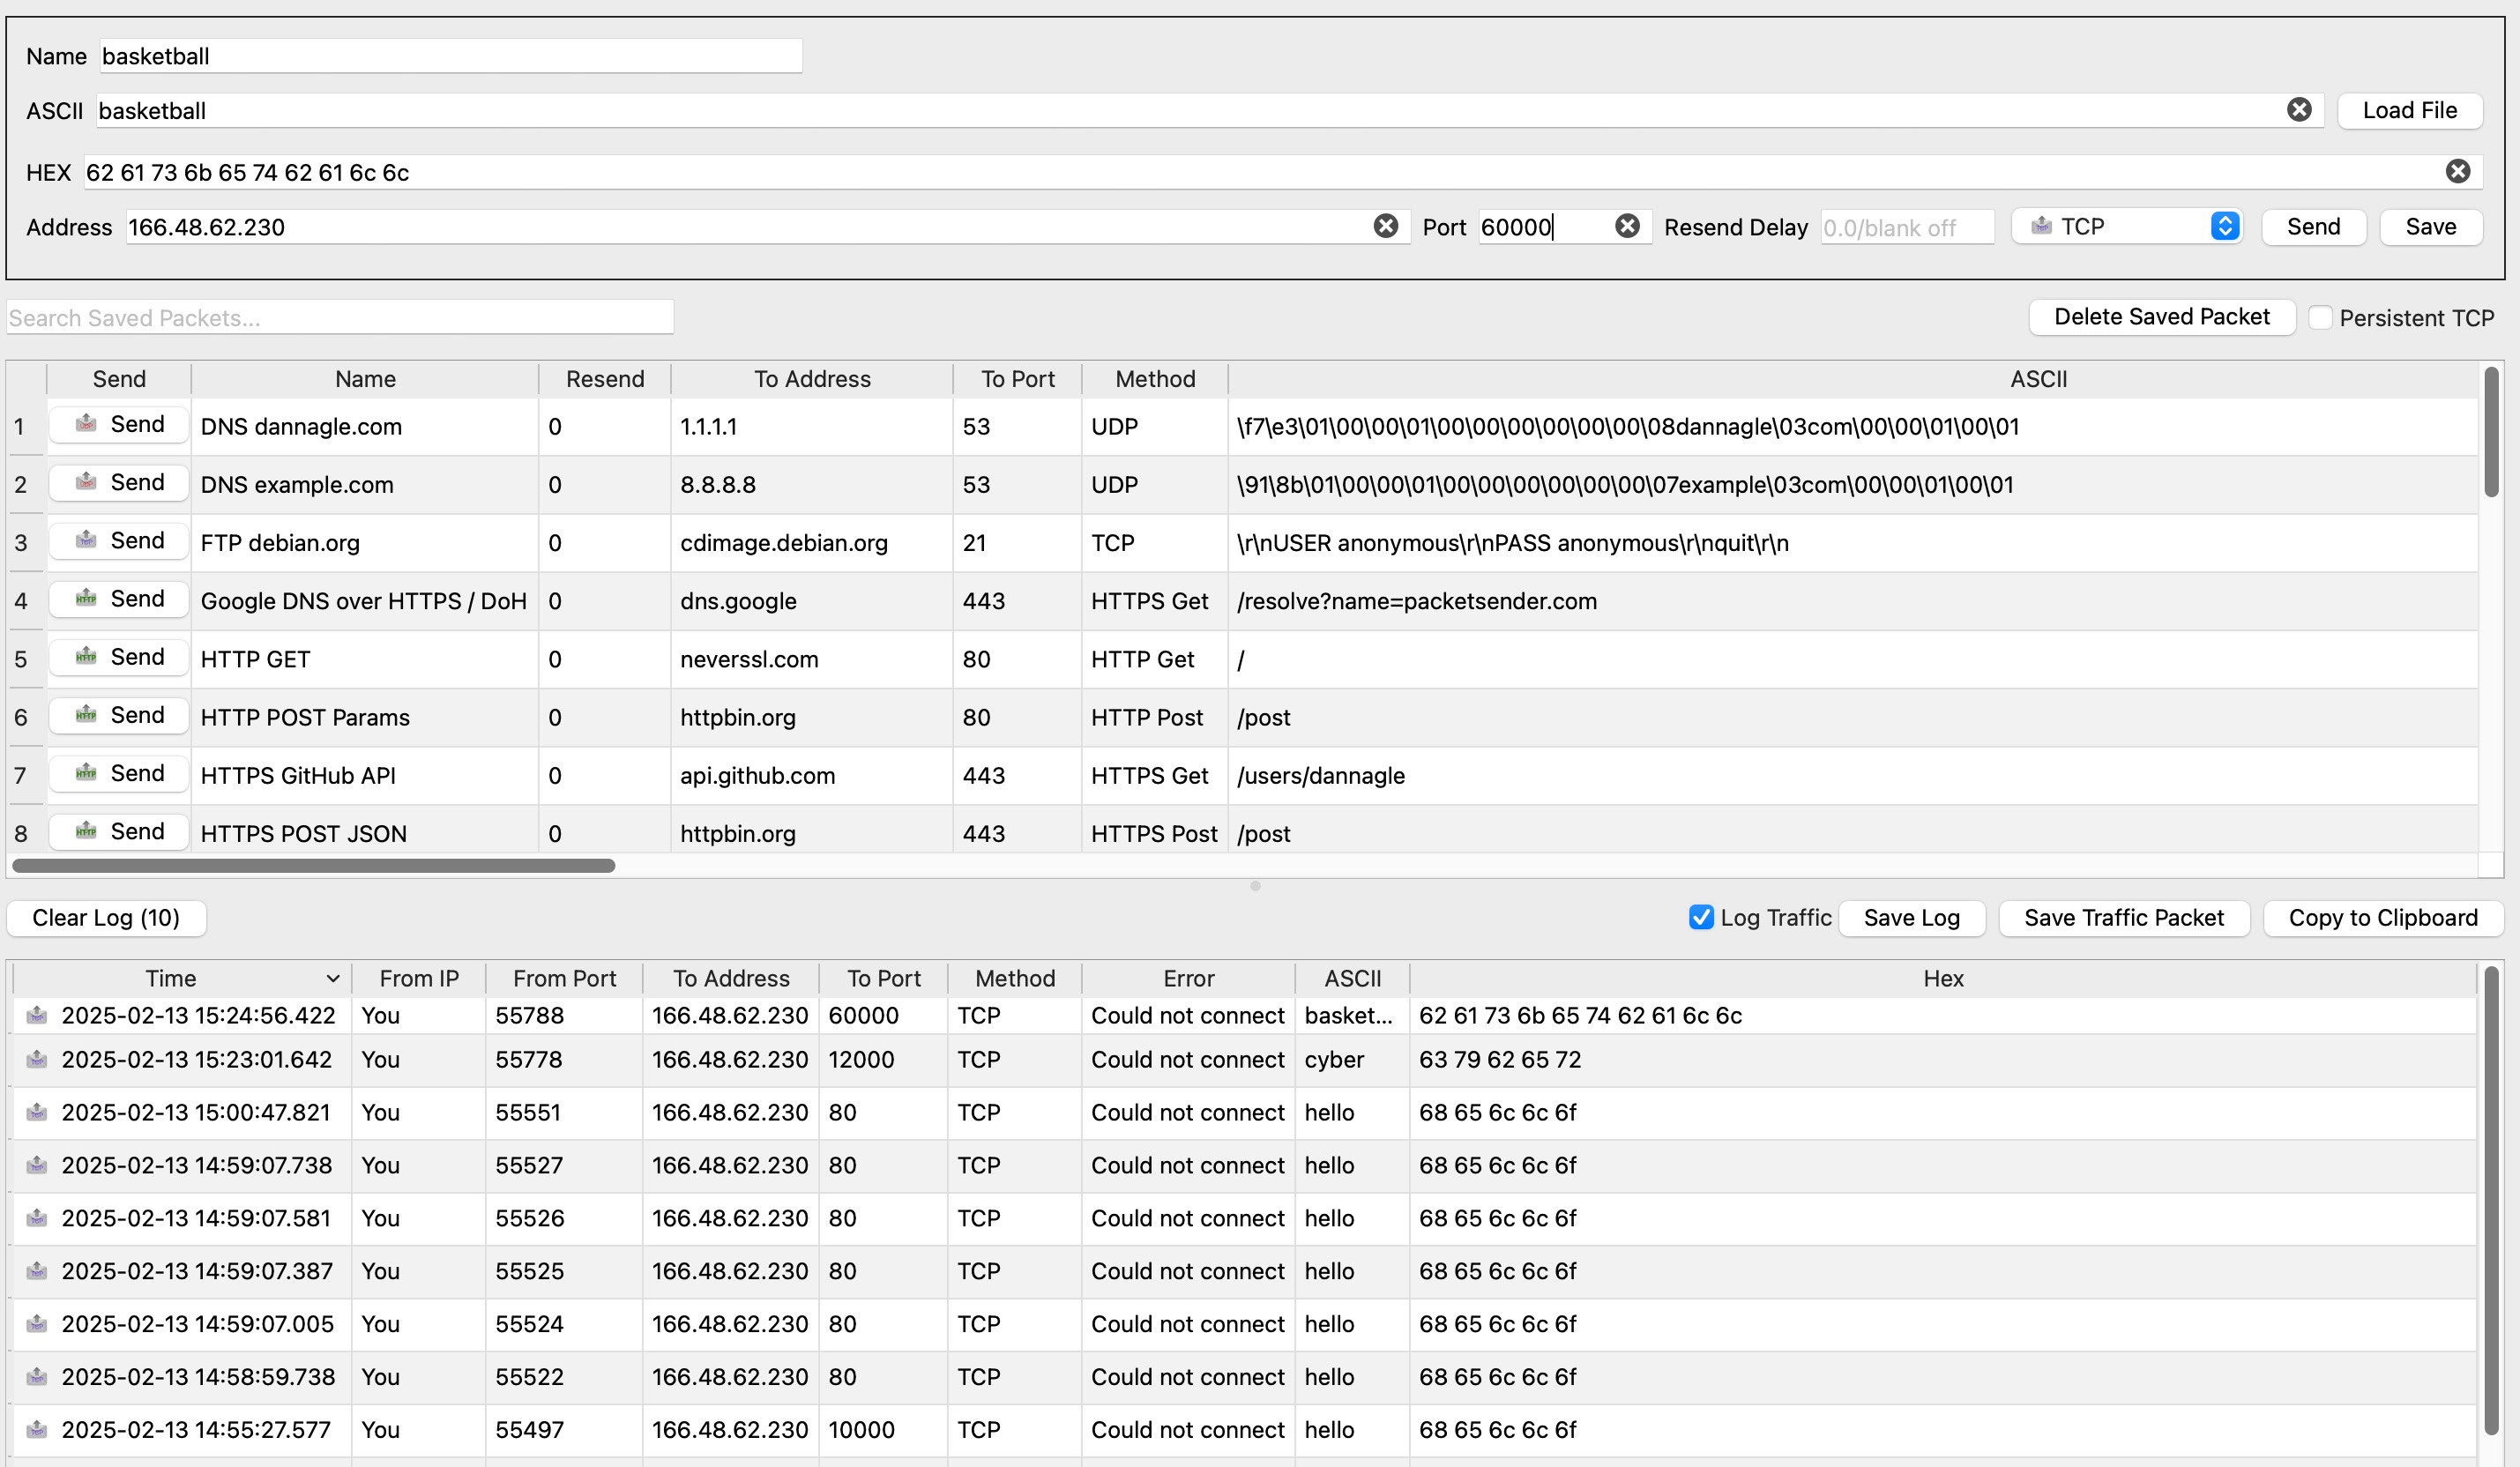 Name basketball
ASCII basketball Load File
HEX 62 61 73 6b 65 74 62 61 6c 6c
Address 166.48.62.230 Port 60000 Resend Delay 0.0/blank off TCP Send Save
Search Saved Packets... Delete Saved Packet Persistent TCP
Send Name Resend To Address To Port Method ASCII
1 Send DNS dannagle.com 0 1.1.1.1 53 UDP \f7\e3\01\00\00\01\00\00\00\00\00\00\08dannagle\03com\00\00\01\00\01
2 Send DNS example.com 0 8.8.8.8 53 UDP \91\8b\01\00\00\01\00\00\00\00\00\00\07example\03com\00\00\01\00\01
3 Send FTP debian.org 0 cdimage.debian.org 21 TCP \r\nUSER anonymous\r\nPASS anonymous\r\nquit\r\n
4 Send Google DNS over HTTPS / DoH 0 dns.google 443 HTTPS Get /resolve?name=packetsender.com
5 Send HTTP GET 0 neverssl.com 80 HTTP Get /
6 Send HTTP POST Params 0 httpbin.org 80 HTTP Post /post
7 Send HTTPS GitHub API 0 api.github.com 443 HTTPS Get /users/dannagle
8 Send HTTPS POST JSON 0 httpbin.org 443 HTTPS Post /post
Clear Log (10) Log Traffic Save Log Save Traffic Packet Copy to Clipboard
Time From IP From Port To Address To Port Method Error ASCII Hex
2025-02-13 15:24:56.422 You 55788 166.48.62.230 60000 TCP Could not connect basket... 62 61 73 6b 65 74 62 61 6c 6c
2025-02-13 15:23:01.642 You 55778 166.48.62.230 12000 TCP Could not connect cyber 63 79 62 65 72
2025-02-13 15:00:47.821 You 55551 166.48.62.230 80 TCP Could not connect hello 68 65 6c 6c 6f
2025-02-13 14:59:07.738 You 55527 166.48.62.230 80 TCP Could not connect hello 68 65 6c 6c 6f
2025-02-13 14:59:07.581 You 55526 166.48.62.230 80 TCP Could not connect hello 68 65 6c 6c 6f
2025-02-13 14:59:07.387 You 55525 166.48.62.230 80 TCP Could not connect hello 68 65 6c 6c 6f
2025-02-13 14:59:07.005 You 55524 166.48.62.230 80 TCP Could not connect hello 68 65 6c 6c 6f
2025-02-13 14:58:59.738 You 55522 166.48.62.230 80 TCP Could not connect hello 68 65 6c 6c 6f
2025-02-13 14:55:27.577 You 55497 166.48.62.230 10000 TCP Could not connect hello 68 65 6c 6c 6f